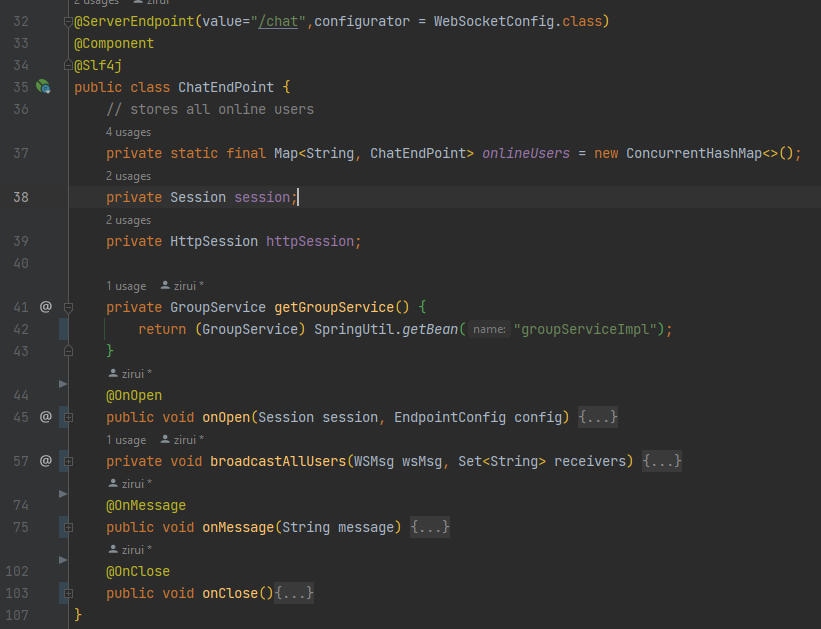 2 usages zirui
32 @ServerEndpoint(value="/chat",configurator = WebSocketConfig.class)
33 @Component
34 @Slf4j
35 public class ChatEndPoint {
36 // stores all online users
4 usages
37 private static final Map<String, ChatEndPoint> onlineUsers = new ConcurrentHashMap<>();
2 usages
38 private Session session;
2 usages
39 private HttpSession httpSession;
40
1 usage zirui *
41 @ private GroupService getGroupService() {
42 return (GroupService) SpringUtil.getBean( name: "groupServiceImpl");
43 }
zirui *
44 @OnOpen
45 @ public void onOpen(Session session, EndpointConfig config) {...}
1 usage zirui *
57 @ private void broadcastAllUsers(WSMsg wsMsg, Set<String> receivers) {...}
zirui *
74 @OnMessage
75 public void onMessage(String message) {...}
zirui *
102 @OnClose
103 public void onClose(){...}
107 }